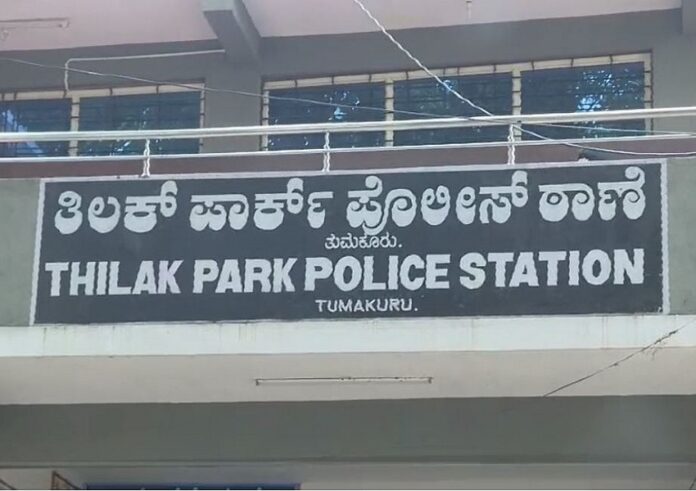 ತಿಲಕ್ ಪಾರ್ಕ್ ಪೊಲೀಸ್ ಠಾಣೆ
ತುಮಕೂರು.
THILAK PARK POLICE STATION
TUMAKURU.